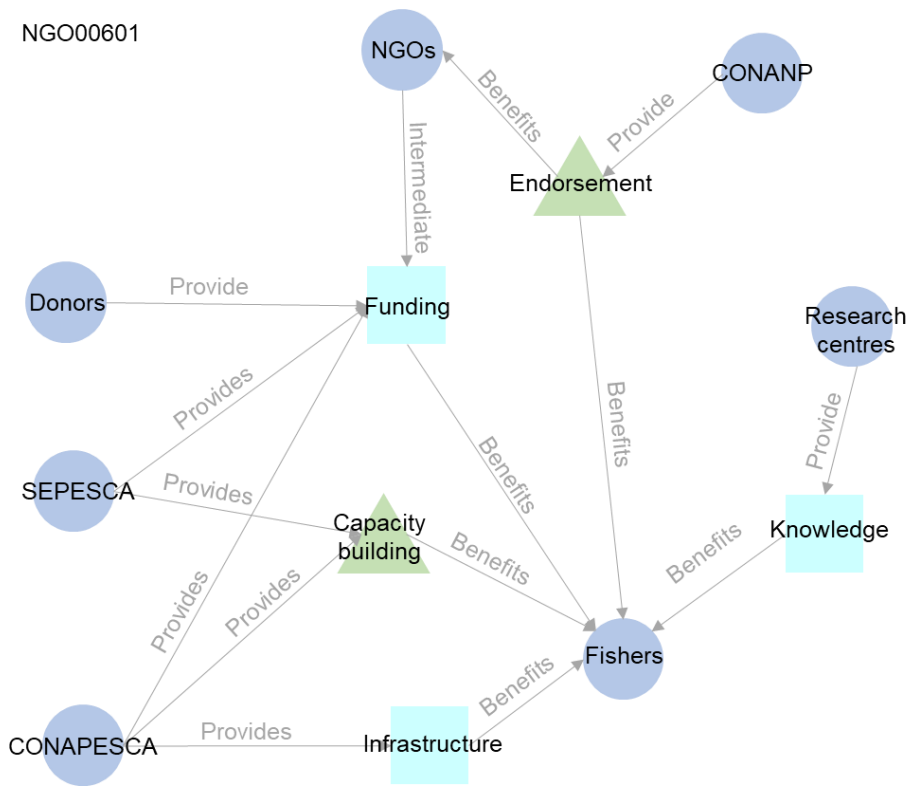 NGO00601
NGOs
CONANP
Benefits
Provide
Intermediate
Endorsement
Donors
Provide
Funding
Research
centres
Provides
Benefits
Benefits
Provide
SEPESCA
Provides
Capacity
building
Benefits
Benefits
Knowledge
Provides
Provides
Fishers
Benefits
CONAPESCA
Provides
Infrastructure